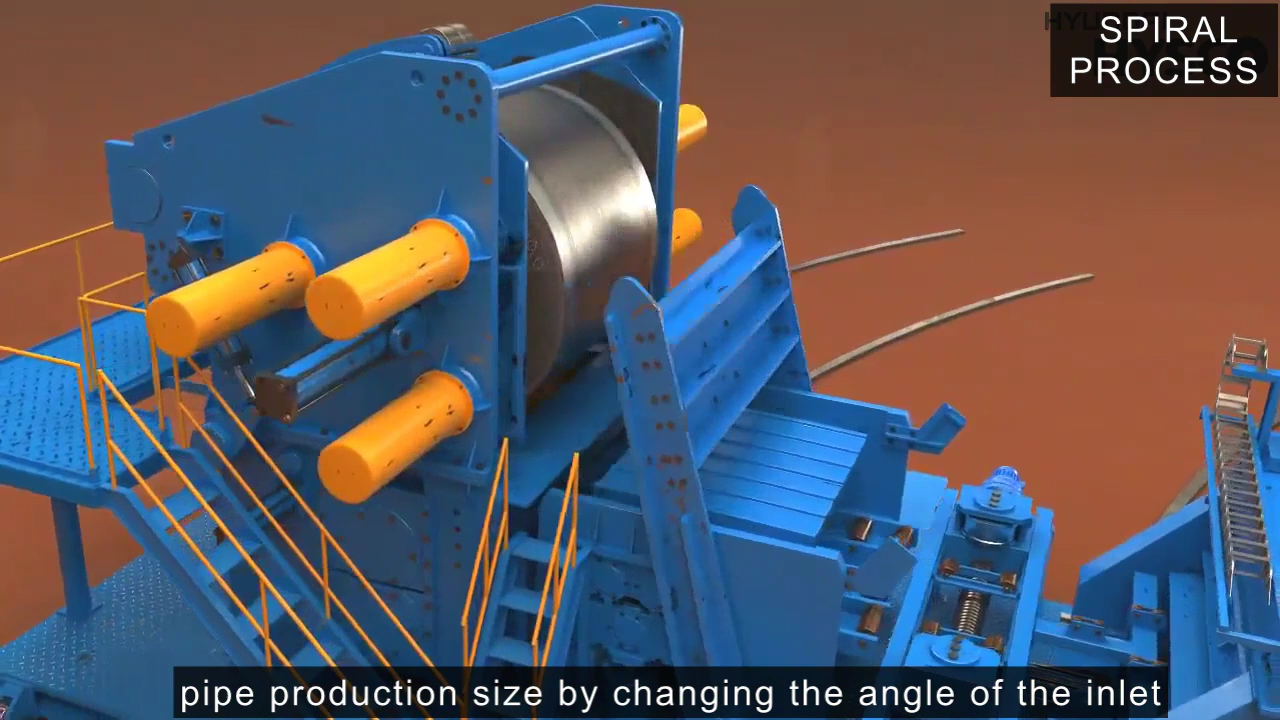 SPIRAL
PROCESS
pipe production size by changing the angle of the inlet